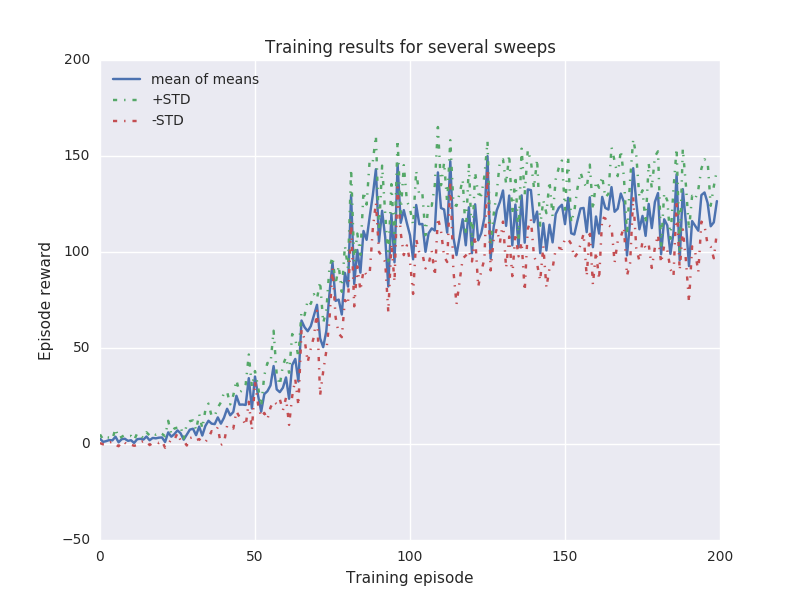 Training results for several sweeps
200
150
100
50
0
−50
mean of means
+STD
-STD
Episode reward
0 50 100 150 200
Training episode